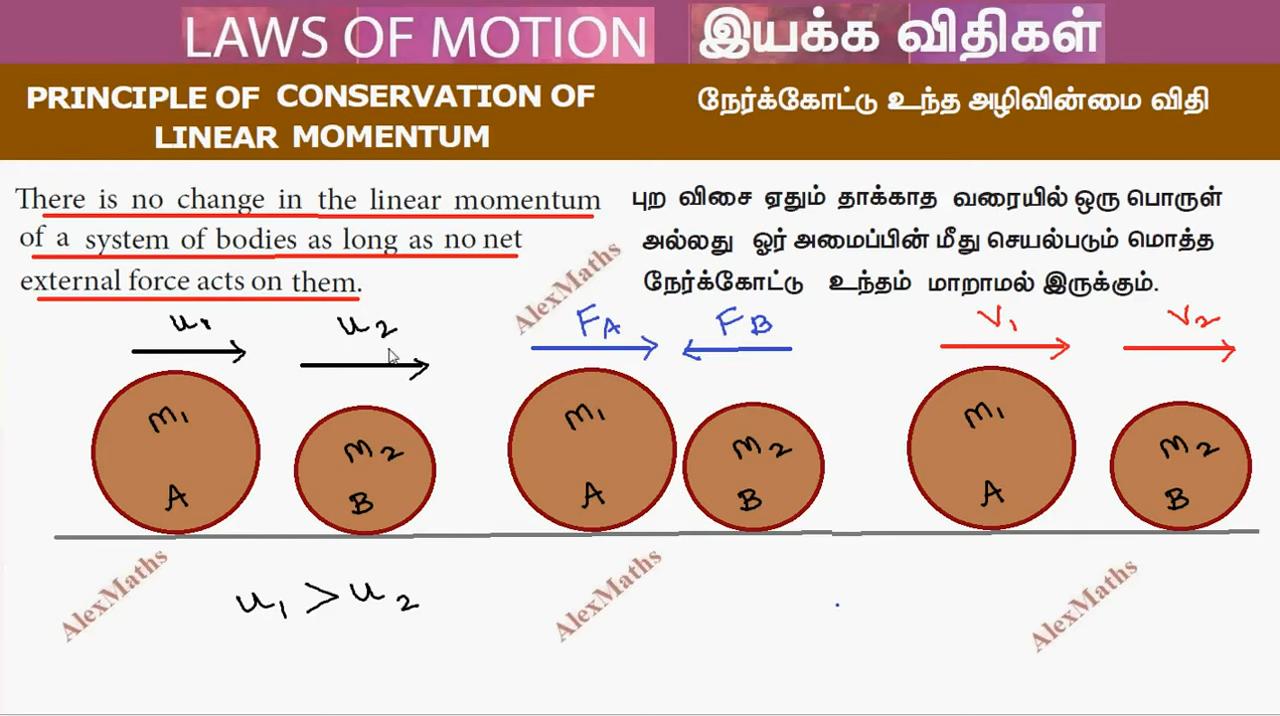 LAWS OF MOTION இயக்க விதிகள்
PRINCIPLE OF CONSERVATION OF
LINEAR MOMENTUM
நேர்க்கோட்டு உந்த அழிவின்மை விதி
There is no change in the linear momentum
of a system of bodies as long as no net
external force acts on them.
புற விசை ஏதும் தாக்காத வரையில் ஒரு பொருள்
அல்லது ஓர் அமைப்பின் மீது செயல்படும் மொத்த
நேர்க்கோட்டு உந்தம் மாறாமல் இருக்கும்.
AlexMaths
u₁ u₂ F_A F_B V₁ V₂
m₁ m₂ m₁ m₂ m₁ m₂
A B A B A B
u₁ > u₂
AlexMaths AlexMaths AlexMaths